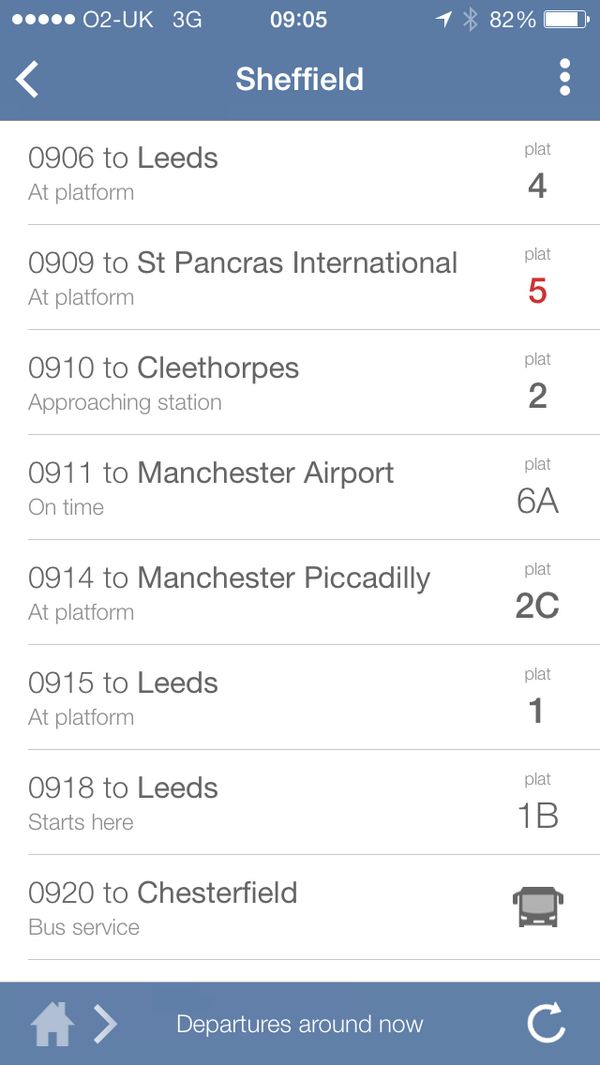 O2-UK 3G 09:05 82%
Sheffield
0906 to Leeds plat
At platform 4
0909 to St Pancras International plat
At platform 5
0910 to Cleethorpes plat
Approaching station 2
0911 to Manchester Airport plat
On time 6A
0914 to Manchester Piccadilly plat
At platform 2C
0915 to Leeds plat
At platform 1
0918 to Leeds plat
Starts here 1B
0920 to Chesterfield
Bus service
Departures around now